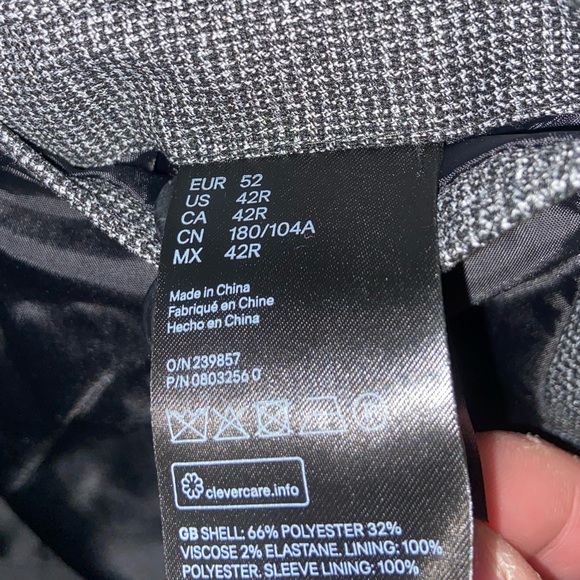 EUR 52
US 42R
CA 42R
CN 180/104A
MX 42R
Made in China
Fabriqué en Chine
Hecho en China
O/N 239857
P/N 0803256 0
clevercare.info
GB SHELL: 66% POLYESTER 32%
VISCOSE 2% ELASTANE. LINING: 100%
POLYESTER. SLEEVE LINING: 100%